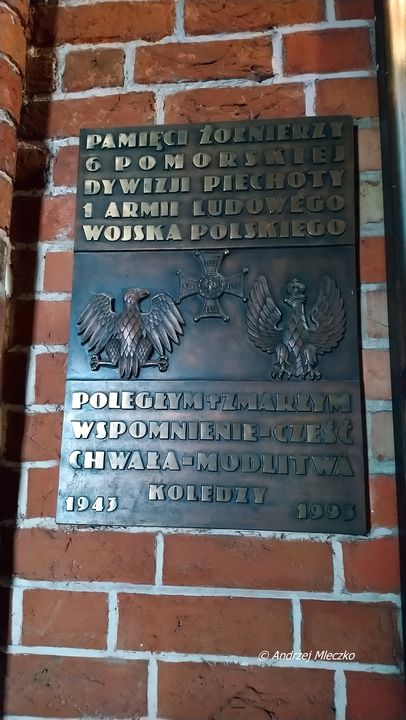 PAMIĘCI ŻOŁNIERZY
6 POMORSKIEJ
DYWIZJI PIECHOTY
1 ARMII LUDOWEGO
WOJSKA POLSKIEGO
POLEGŁYM + ZMARŁYM
WSPOMNIENIE-CZEŚĆ
CHWAŁA-MODLITWA
KOLEDZY
1943 1993
© Andrzej Mleczko